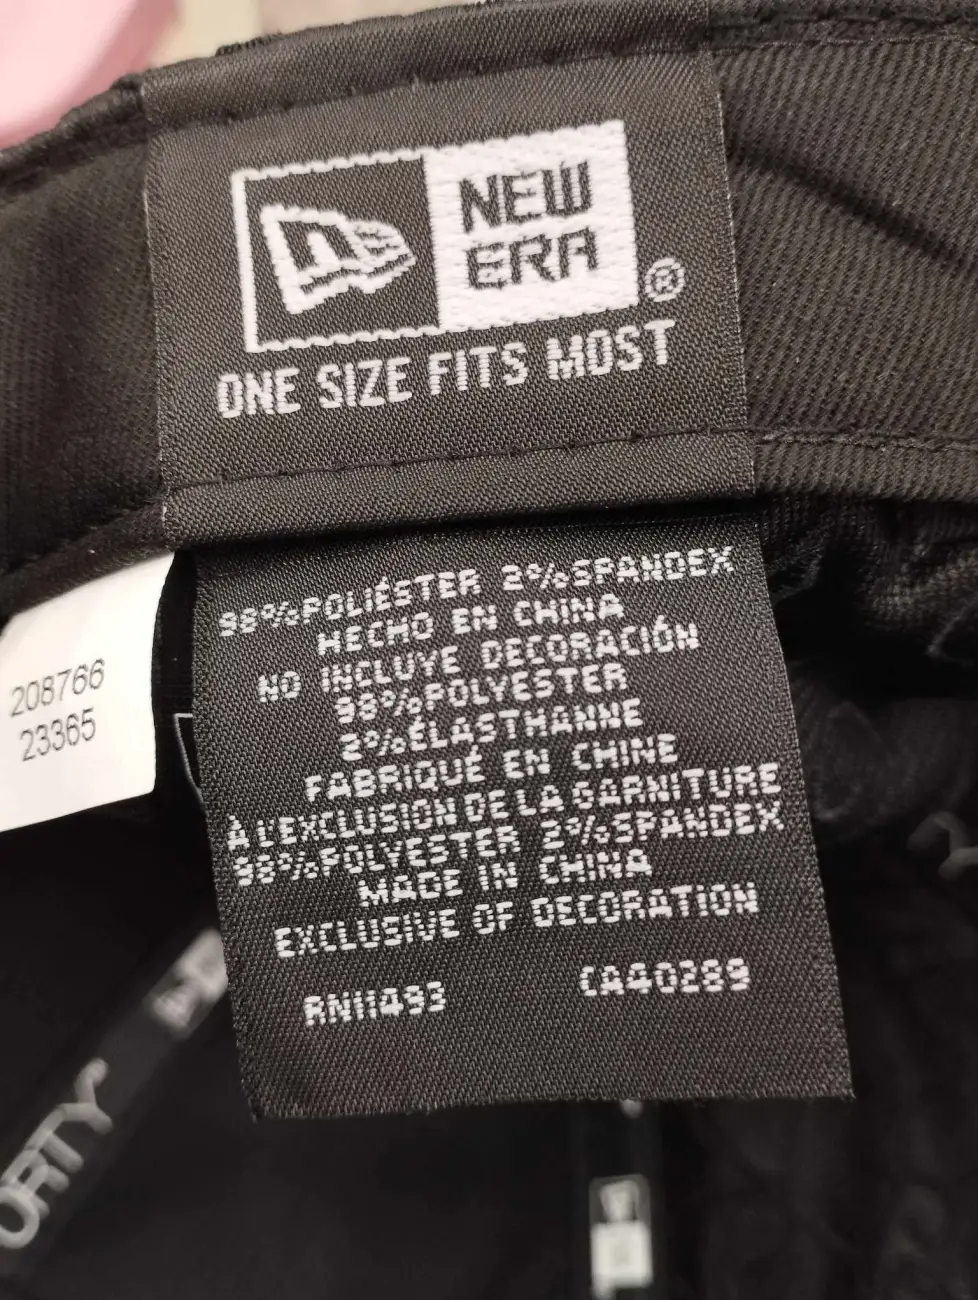 NEW
ERA®
ONE SIZE FITS MOST
98%POLIÉSTER 2%SPANDEX
HECHO EN CHINA
NO INCLUYE DECORACIÓN
98%POLYESTER
2%ÉLASTHANNE
FABRIQUÉ EN CHINE
À L'EXCLUSION DE LA GARNITURE
98%POLYESTER 2%SPANDEX
MADE IN CHINA
EXCLUSIVE OF DECORATION
RN11493 CA40289
208766
23365
ORTY